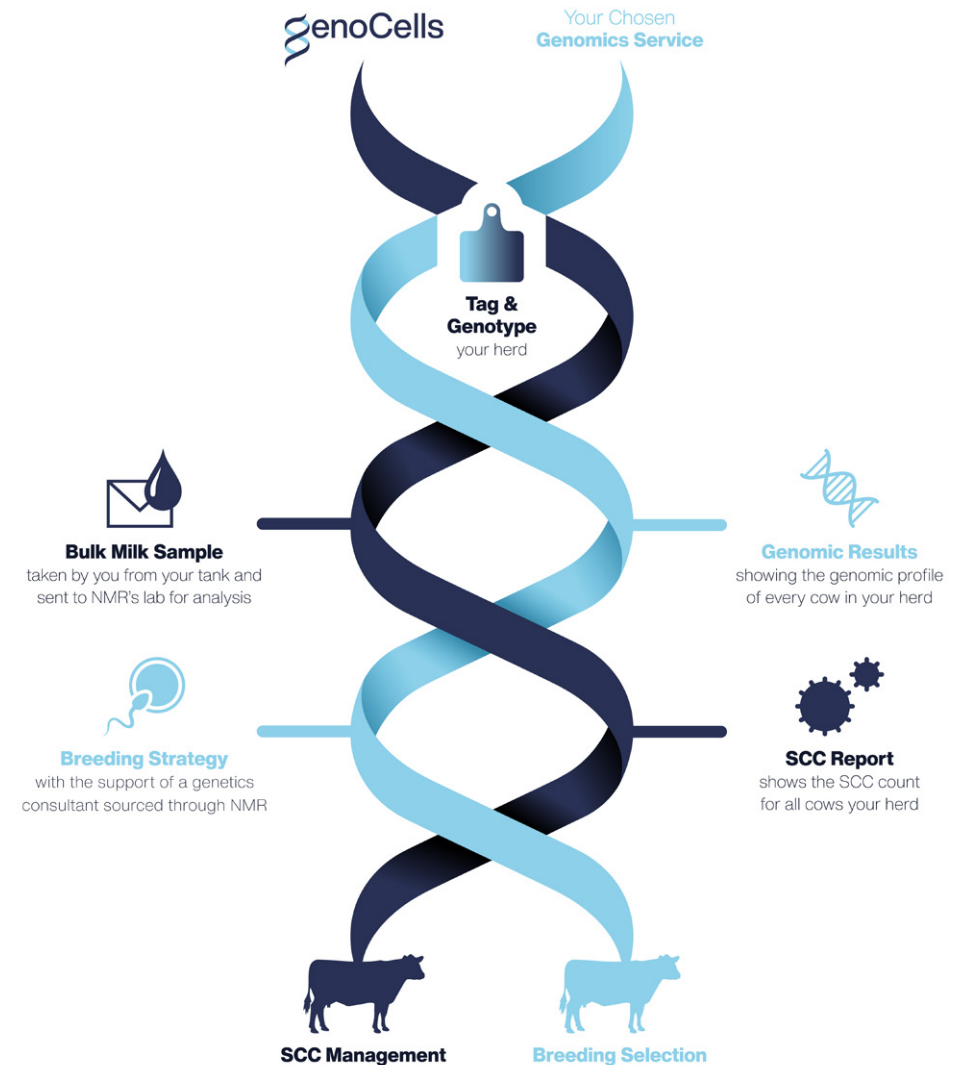 genoCells
Your Chosen
Genomics Service
Tag &
Genotype
your herd
Bulk Milk Sample
taken by you from your tank and
sent to NMR's lab for analysis
Genomic Results
showing the genomic profile
of every cow in your herd
Breeding Strategy
with the support of a genetics
consultant sourced through NMR
SCC Report
shows the SCC count
for all cows your herd
SCC Management
Breeding Selection